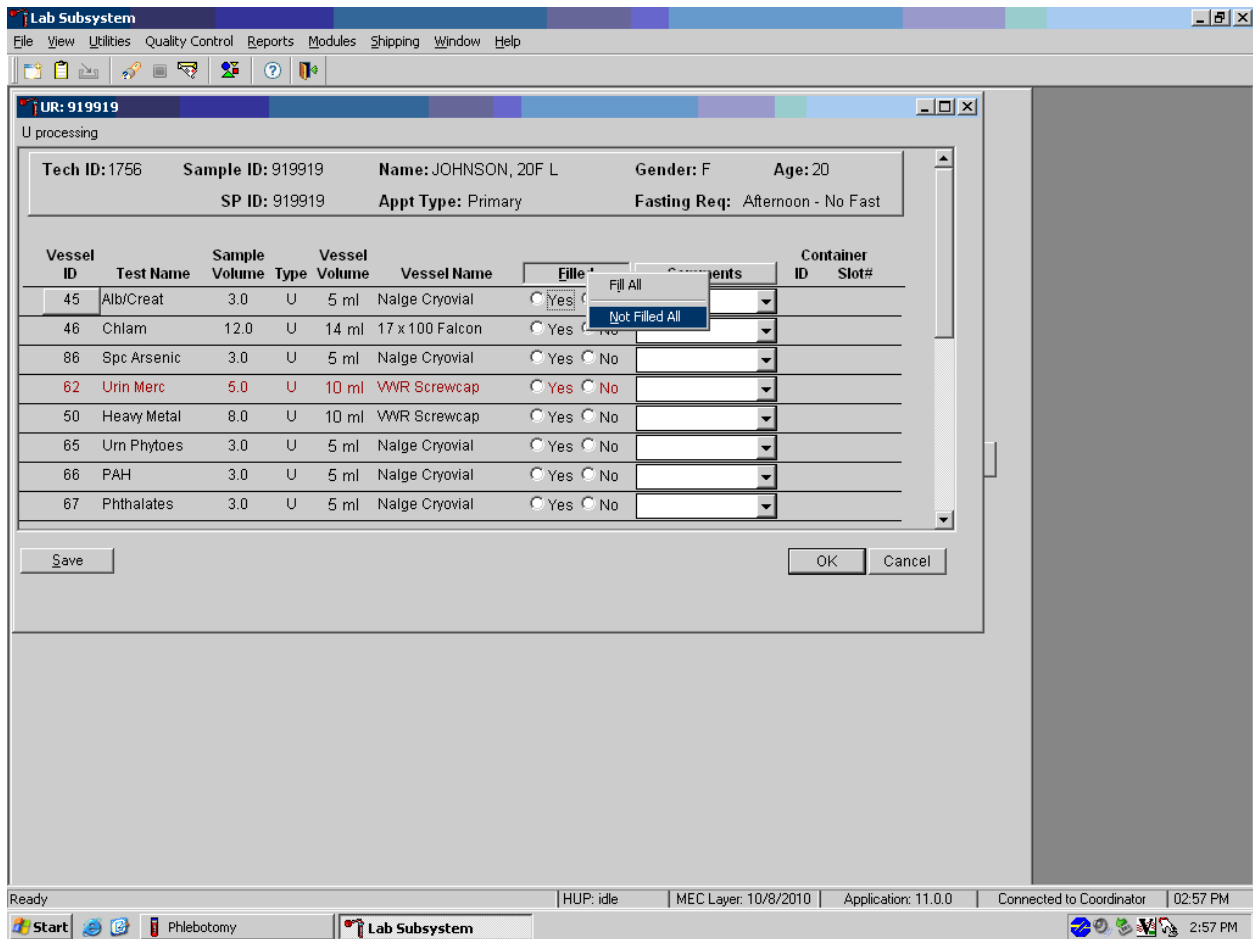 Lab Subsystem
File View Utilities Quality Control Reports Modules Shipping Window Help
UR: 919919
U processing
Tech ID: 1756 Sample ID: 919919 Name: JOHNSON, 20F L Gender: F Age: 20
SP ID: 919919 Appt Type: Primary Fasting Req: Afternoon - No Fast
Vessel Sample Vessel Container
ID Test Name Volume Type Volume Vessel Name Filled Comments ID Slot#
Fill All
Not Filled All
45 Alb/Creat 3.0 U 5 ml Nalge Cryovial Yes
46 Chlam 12.0 U 14 ml 17 x 100 Falcon Yes No
86 Spc Arsenic 3.0 U 5 ml Nalge Cryovial Yes No
62 Urin Merc 5.0 U 10 ml VWR Screwcap Yes No
50 Heavy Metal 8.0 U 10 ml VWR Screwcap Yes No
65 Urn Phytoes 3.0 U 5 ml Nalge Cryovial Yes No
66 PAH 3.0 U 5 ml Nalge Cryovial Yes No
67 Phthalates 3.0 U 5 ml Nalge Cryovial Yes No
Save OK Cancel
Ready HUP: idle MEC Layer: 10/8/2010 Application: 11.0.0 Connected to Coordinator 02:57 PM
Start Phlebotomy Lab Subsystem 2:57 PM